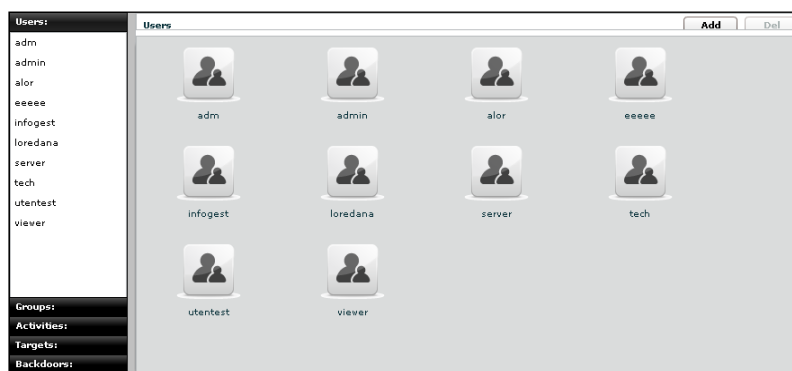 Users:
adm
admin
alor
eeeee
infogest
loredana
server
tech
utentest
viewer
Groups:
Activities:
Targets:
Backdoors:
Users
Add
Del
adm
admin
alor
eeeee
infogest
loredana
server
tech
utentest
viewer